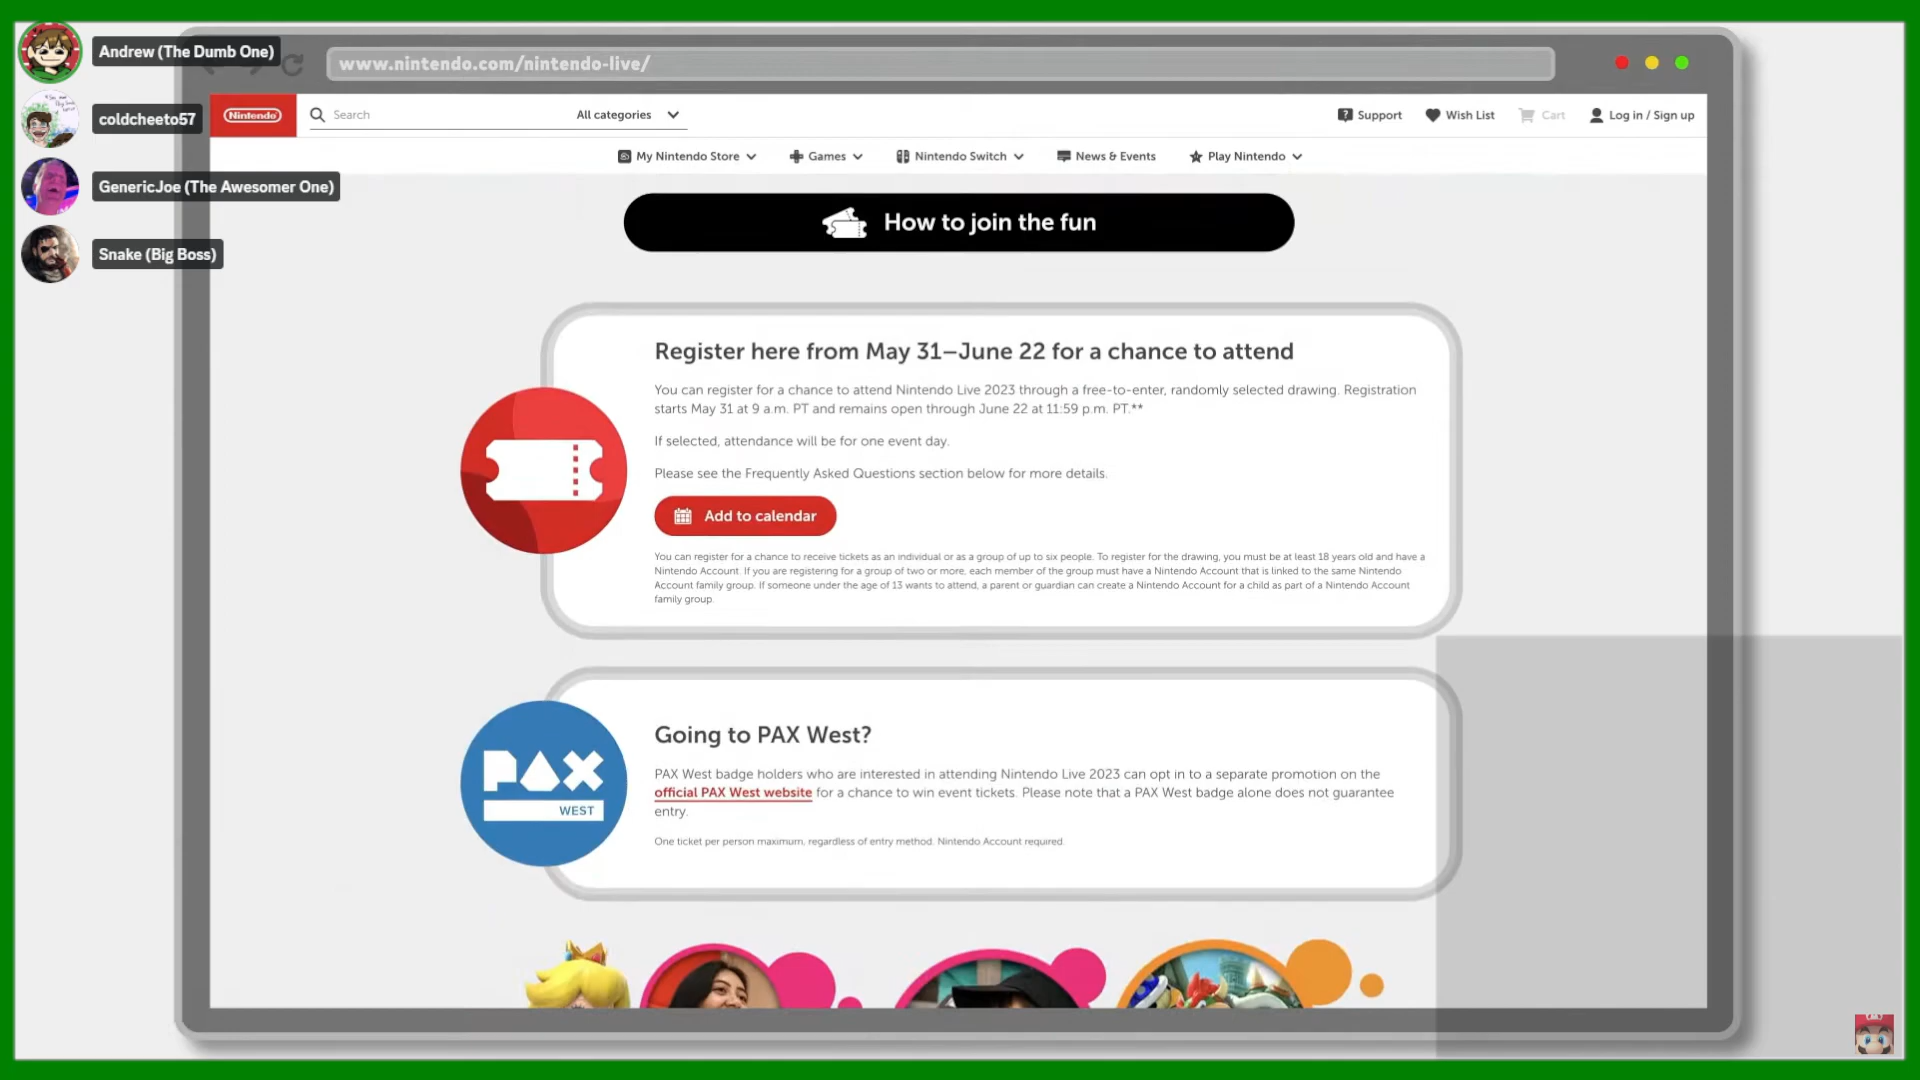 Andrew (The Dumb One)
coldcheeto57
GenericJoe (The Awesomer One)
Snake (Big Boss)
www.nintendo.com/nintendo-live/
Nintendo
Search
All categories
Support
Wish List
Cart
Log in / Sign up
My Nintendo Store
Games
Nintendo Switch
News & Events
Play Nintendo
How to join the fun
Register here from May 31–June 22 for a chance to attend
You can register for a chance to attend Nintendo Live 2023 through a free-to-enter, randomly selected drawing. Registration
starts May 31 at 9 a.m. PT and remains open through June 22 at 11:59 p.m. PT.**
If selected, attendance will be for one event day.
Please see the Frequently Asked Questions section below for more details.
Add to calendar
You can register for a chance to receive tickets as an individual or as a group of up to six people. To register for the drawing, you must be at least 18 years old and have a
Nintendo Account. If you are registering for a group of two or more, each member of the group must have a Nintendo Account that is linked to the same Nintendo
Account family group. If someone under the age of 13 wants to attend, a parent or guardian can create a Nintendo Account for a child as part of a Nintendo Account
family group.
PAX
WEST
Going to PAX West?
PAX West badge holders who are interested in attending Nintendo Live 2023 can opt in to a separate promotion on the
official PAX West website for a chance to win event tickets. Please note that a PAX West badge alone does not guarantee
entry.
One ticket per person maximum, regardless of entry method. Nintendo Account required.